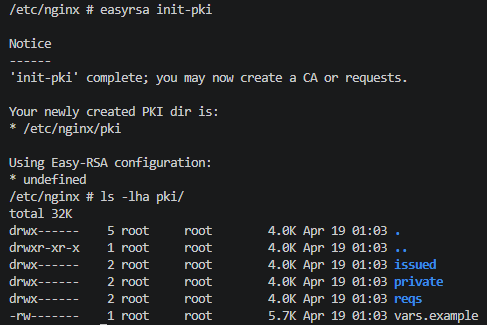 /etc/nginx # easyrsa init-pki

Notice
------
'init-pki' complete; you may now create a CA or requests.

Your newly created PKI dir is:
* /etc/nginx/pki

Using Easy-RSA configuration:
* undefined
/etc/nginx # ls -lha pki/
total 32K
drwx------    5 root     root        4.0K Apr 19 01:03 .
drwxr-xr-x    1 root     root        4.0K Apr 19 01:03 ..
drwx------    2 root     root        4.0K Apr 19 01:03 issued
drwx------    2 root     root        4.0K Apr 19 01:03 private
drwx------    2 root     root        4.0K Apr 19 01:03 reqs
-rw-------    1 root     root        5.7K Apr 19 01:03 vars.example